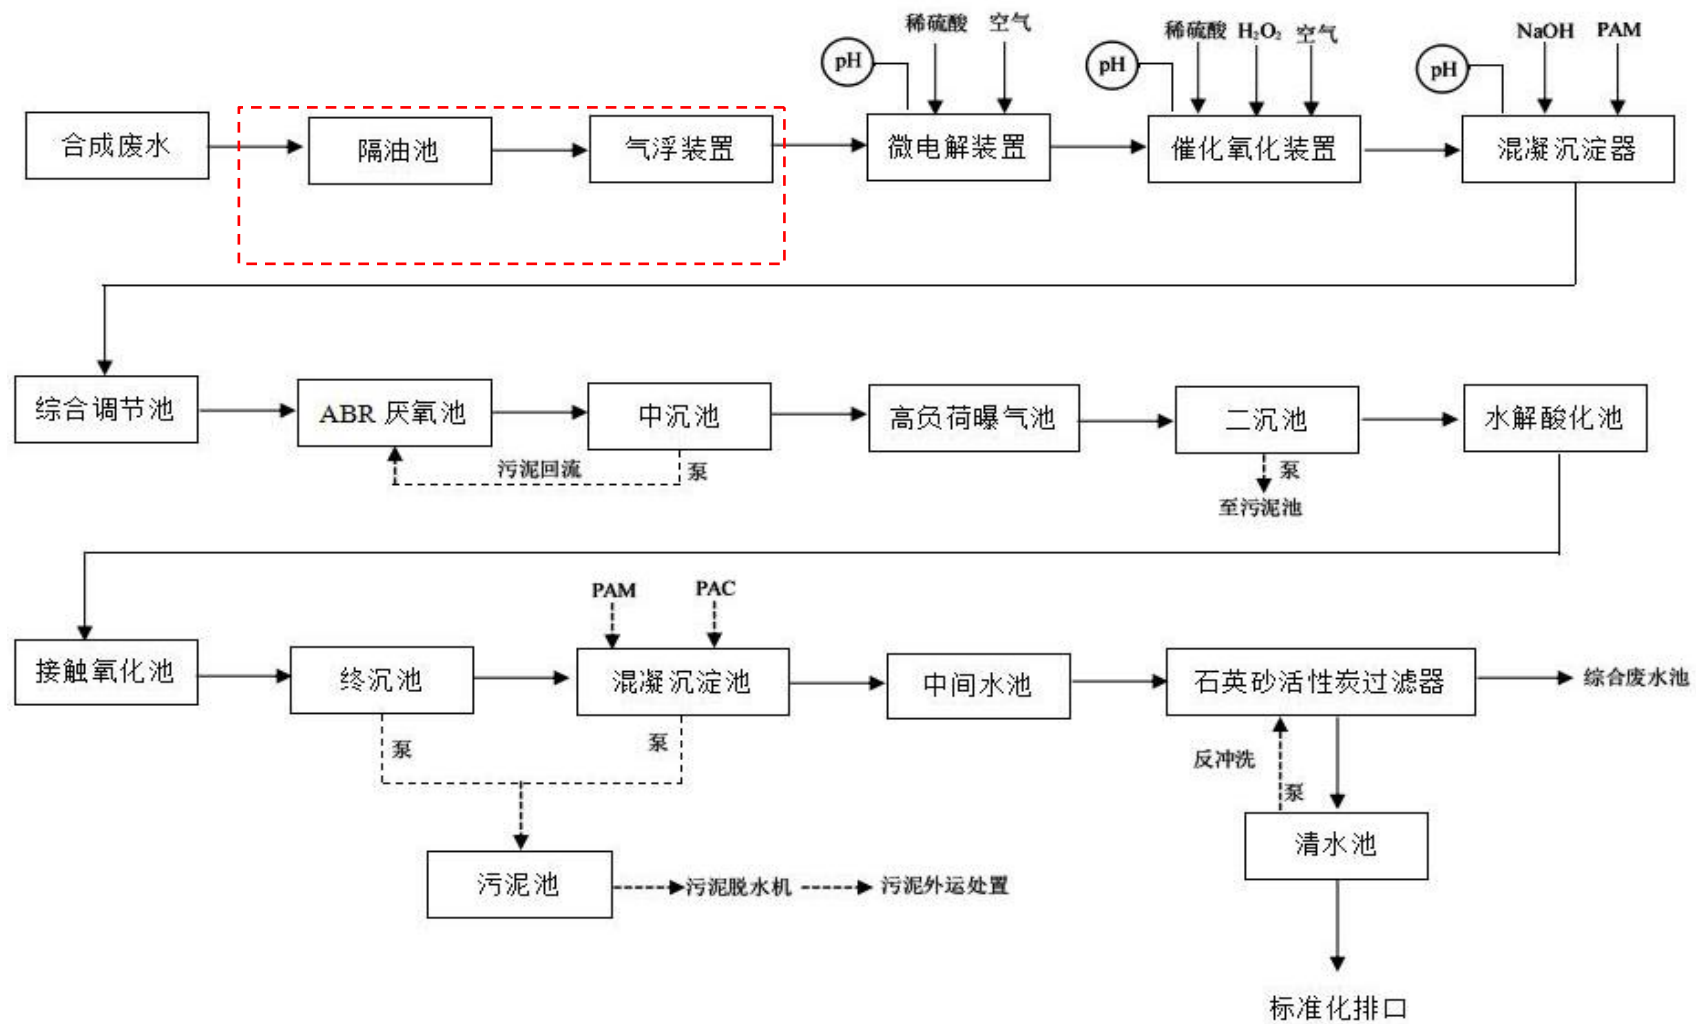 稀硫酸 空气
pH
稀硫酸 H₂O₂ 空气
pH
NaOH PAM
pH
合成废水
隔油池
气浮装置
微电解装置
催化氧化装置
混凝沉淀器
综合调节池
ABR 厌氧池
中沉池
高负荷曝气池
二沉池
水解酸化池
污泥回流
泵
泵
至污泥池
PAM
PAC
接触氧化池
终沉池
混凝沉淀池
中间水池
石英砂活性炭过滤器
综合废水池
泵
泵
反冲洗
泵
清水池
污泥池
污泥脱水机
污泥外运处置
标准化排口